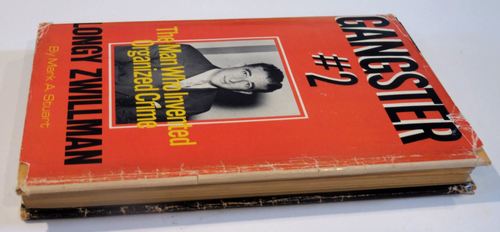 GANGSTER
#2
The Man Who Invented
Organized Crime
LONGY ZWILLMAN
By Mark A. Stuart